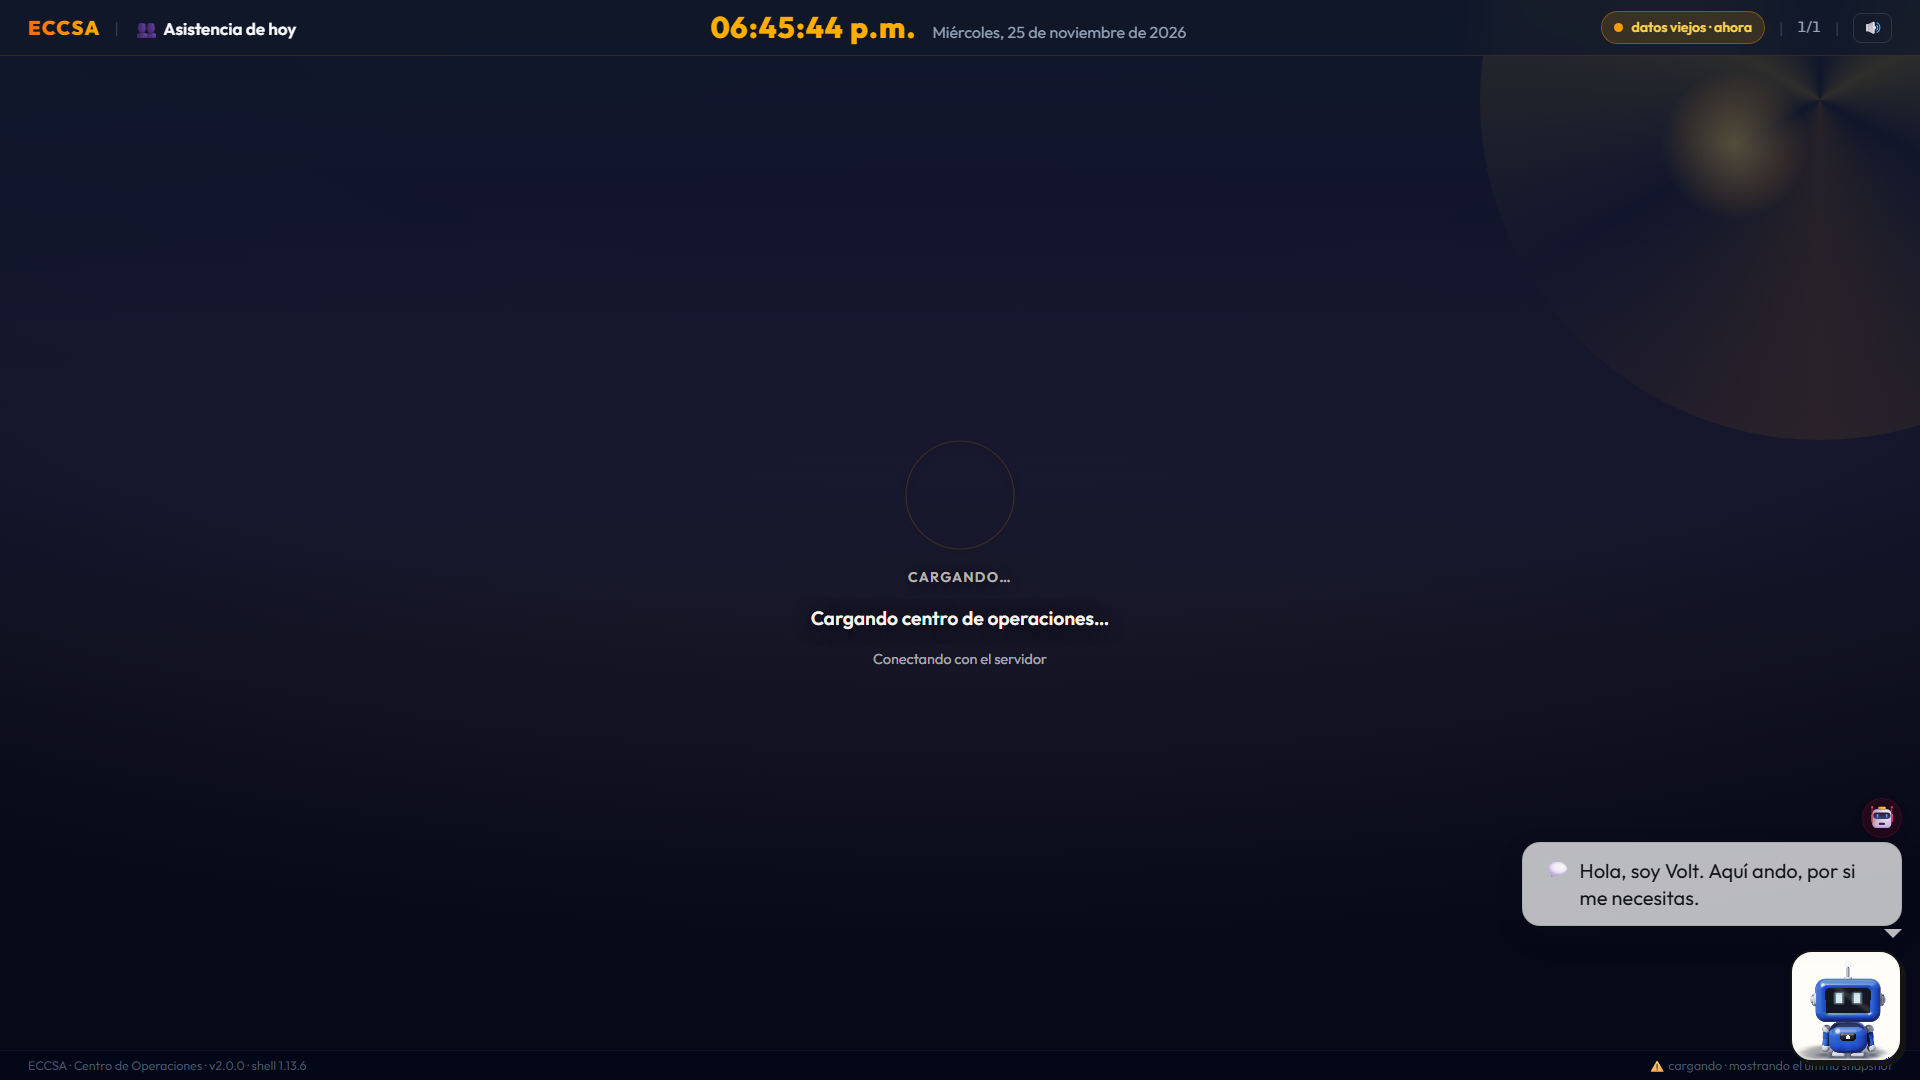 ECCSA
Asistencia de hoy
06:45:44 p.m.
Miércoles, 25 de noviembre de 2026
datos viejos · ahora
1/1
CARGANDO...
Cargando centro de operaciones...
Conectando con el servidor
Hola, soy Volt. Aquí ando, por si
me necesitas.
ECCSA · Centro de Operaciones · v2.0.0 · shell 1.13.6
cargando · mostrando el último snapshot